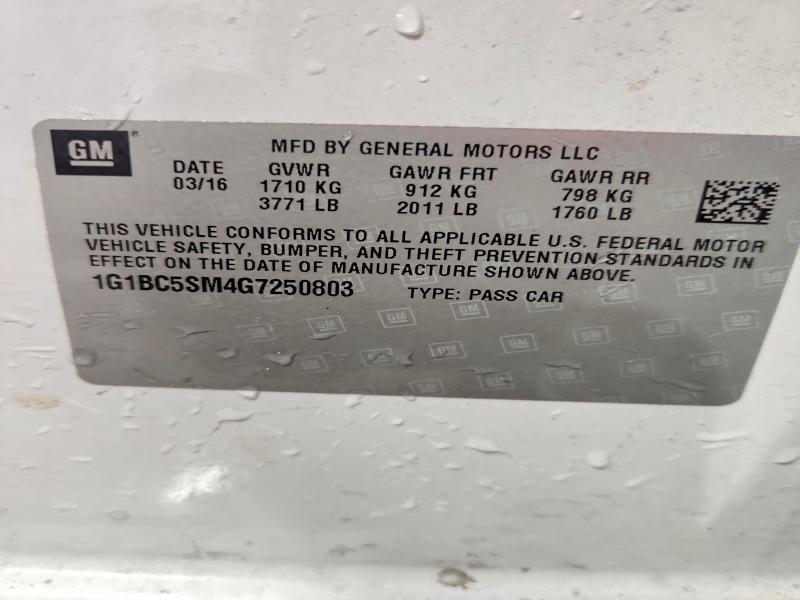 GM
MFD BY GENERAL MOTORS LLC
DATE GVWR GAWR FRT GAWR RR
03/16 1710 KG 912 KG 798 KG
3771 LB 2011 LB 1760 LB
THIS VEHICLE CONFORMS TO ALL APPLICABLE U.S. FEDERAL MOTOR
VEHICLE SAFETY, BUMPER, AND THEFT PREVENTION STANDARDS IN
EFFECT ON THE DATE OF MANUFACTURE SHOWN ABOVE.
1G1BC5SM4G7250803 TYPE: PASS CAR